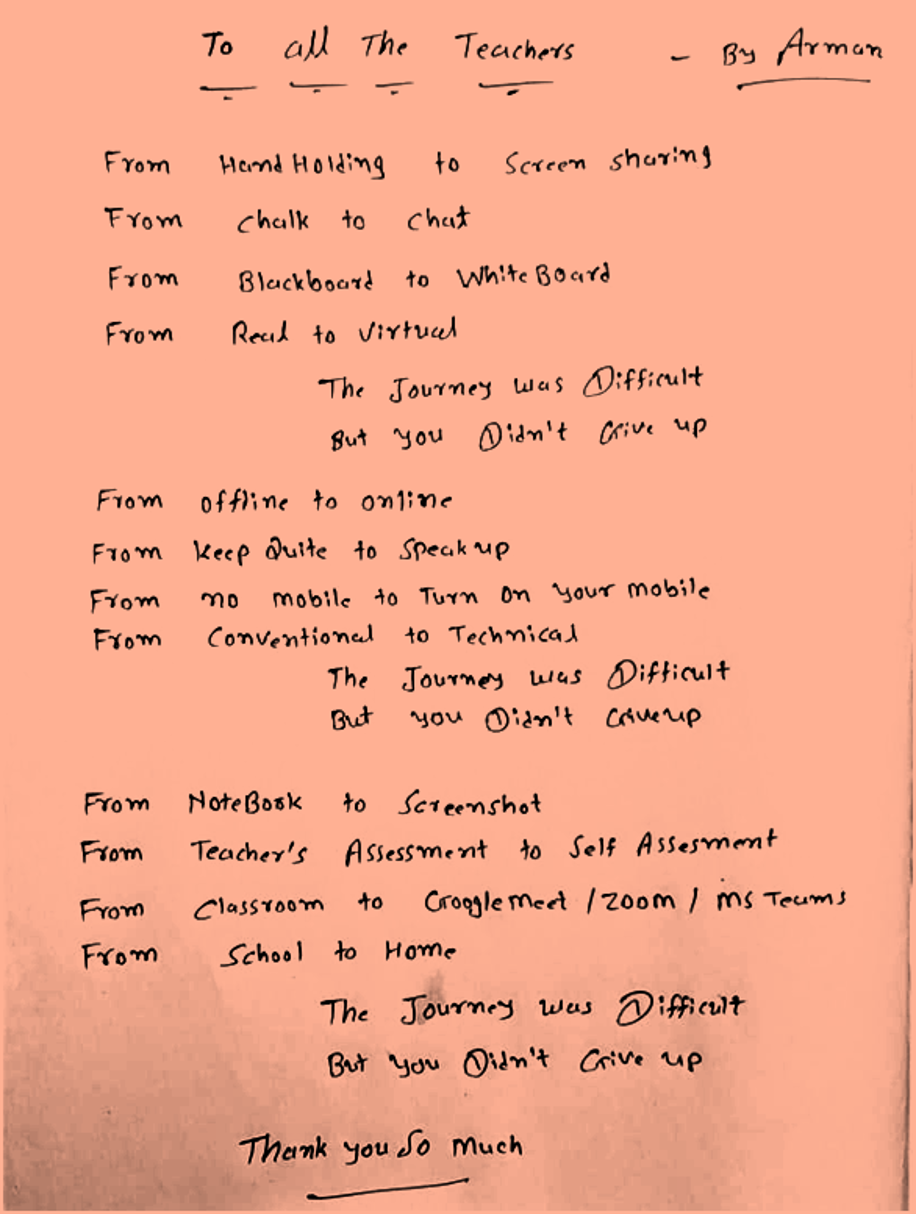 To all The Teachers - By Arman
From Hand Holding to Screen sharing
From chalk to chat
From Blackboard to White Board
From Real to Virtual
The Journey was Difficult
But you Didn't Give up
From offline to online
From keep Quite to Speak up
From no mobile to Turn on your mobile
From Conventional to Technical
The Journey was Difficult
But you Didn't Give up
From NoteBook to Screenshot
From Teacher's Assessment to Self Assesment
From Classroom to Google meet / Zoom / ms Teams
From School to Home
The Journey was Difficult
But you Didn't Give up
Thank you So much